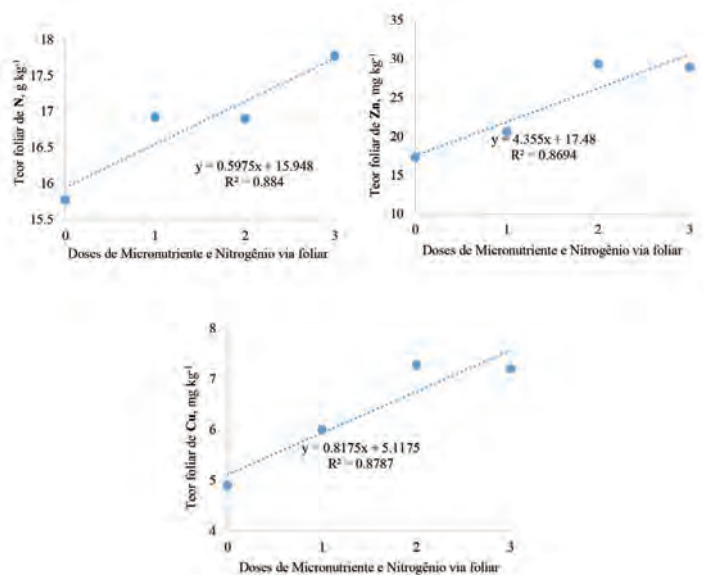 18
17.5
17
16.5
16
15.5
0
1
2
3
Teor foliar de N, g kg⁻¹
y = 0.5975x + 15.948
R² = 0.884
Doses de Micronutriente e Nitrogênio via foliar
35
30
25
20
15
10
0
1
2
3
Teor foliar de Zn, mg kg⁻¹
y = 4.355x + 17.48
R² = 0.8694
Doses de Micronutriente e Nitrogênio via foliar
8
7
6
5
4
0
1
2
3
Teor foliar de Cu, mg kg⁻¹
y = 0.8175x + 5.1175
R² = 0.8787
Doses de Micronutriente e Nitrogênio via foliar